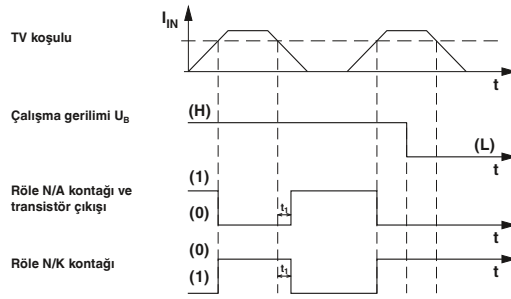 I_IN
TV koşulu
t
Çalışma gerilimi U_B
(H)
(L)
t
Röle N/A kontağı ve
transistör çıkışı
(1)
(0)
t₁
t
Röle N/K kontağı
(0)
(1)
t₁
t